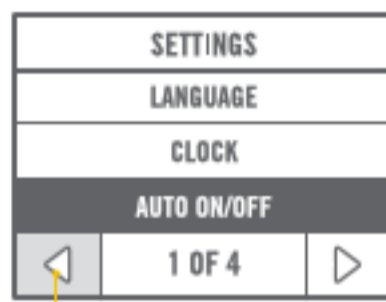 SETTINGS
LANGUAGE
CLOCK
AUTO ON/OFF
1 OF 4